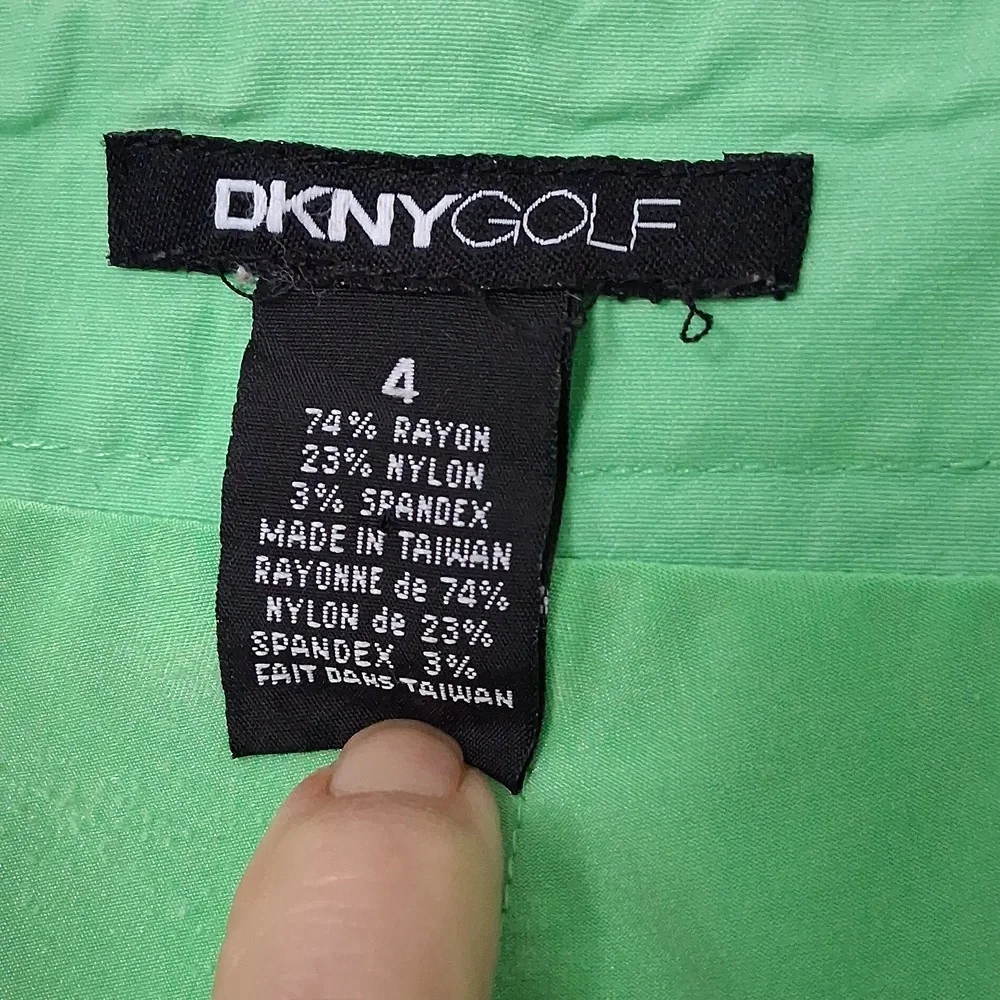 DKNYGOLF
4
74% RAYON
23% NYLON
3% SPANDEX
MADE IN TAIWAN
RAYONNE de 74%
NYLON de 23%
SPANDEX 3%
FAIT DANS TAIWAN